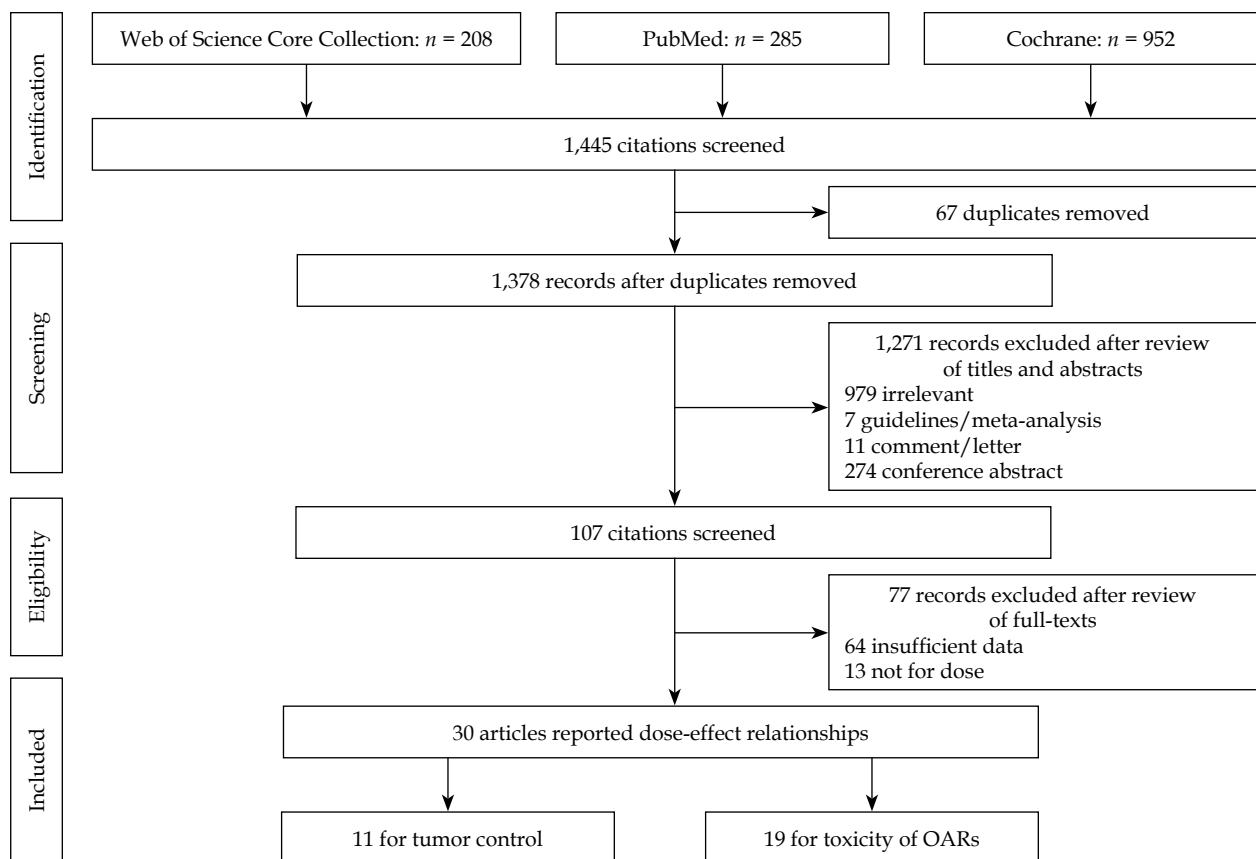 Identification
Web of Science Core Collection: n = 208
PubMed: n = 285
Cochrane: n = 952
1,445 citations screened
67 duplicates removed
Screening
1,378 records after duplicates removed
1,271 records excluded after review
of titles and abstracts
979 irrelevant
7 guidelines/meta-analysis
11 comment/letter
274 conference abstract
Eligibility
107 citations screened
77 records excluded after review
of full-texts
64 insufficient data
13 not for dose
Included
30 articles reported dose-effect relationships
11 for tumor control
19 for toxicity of OARs